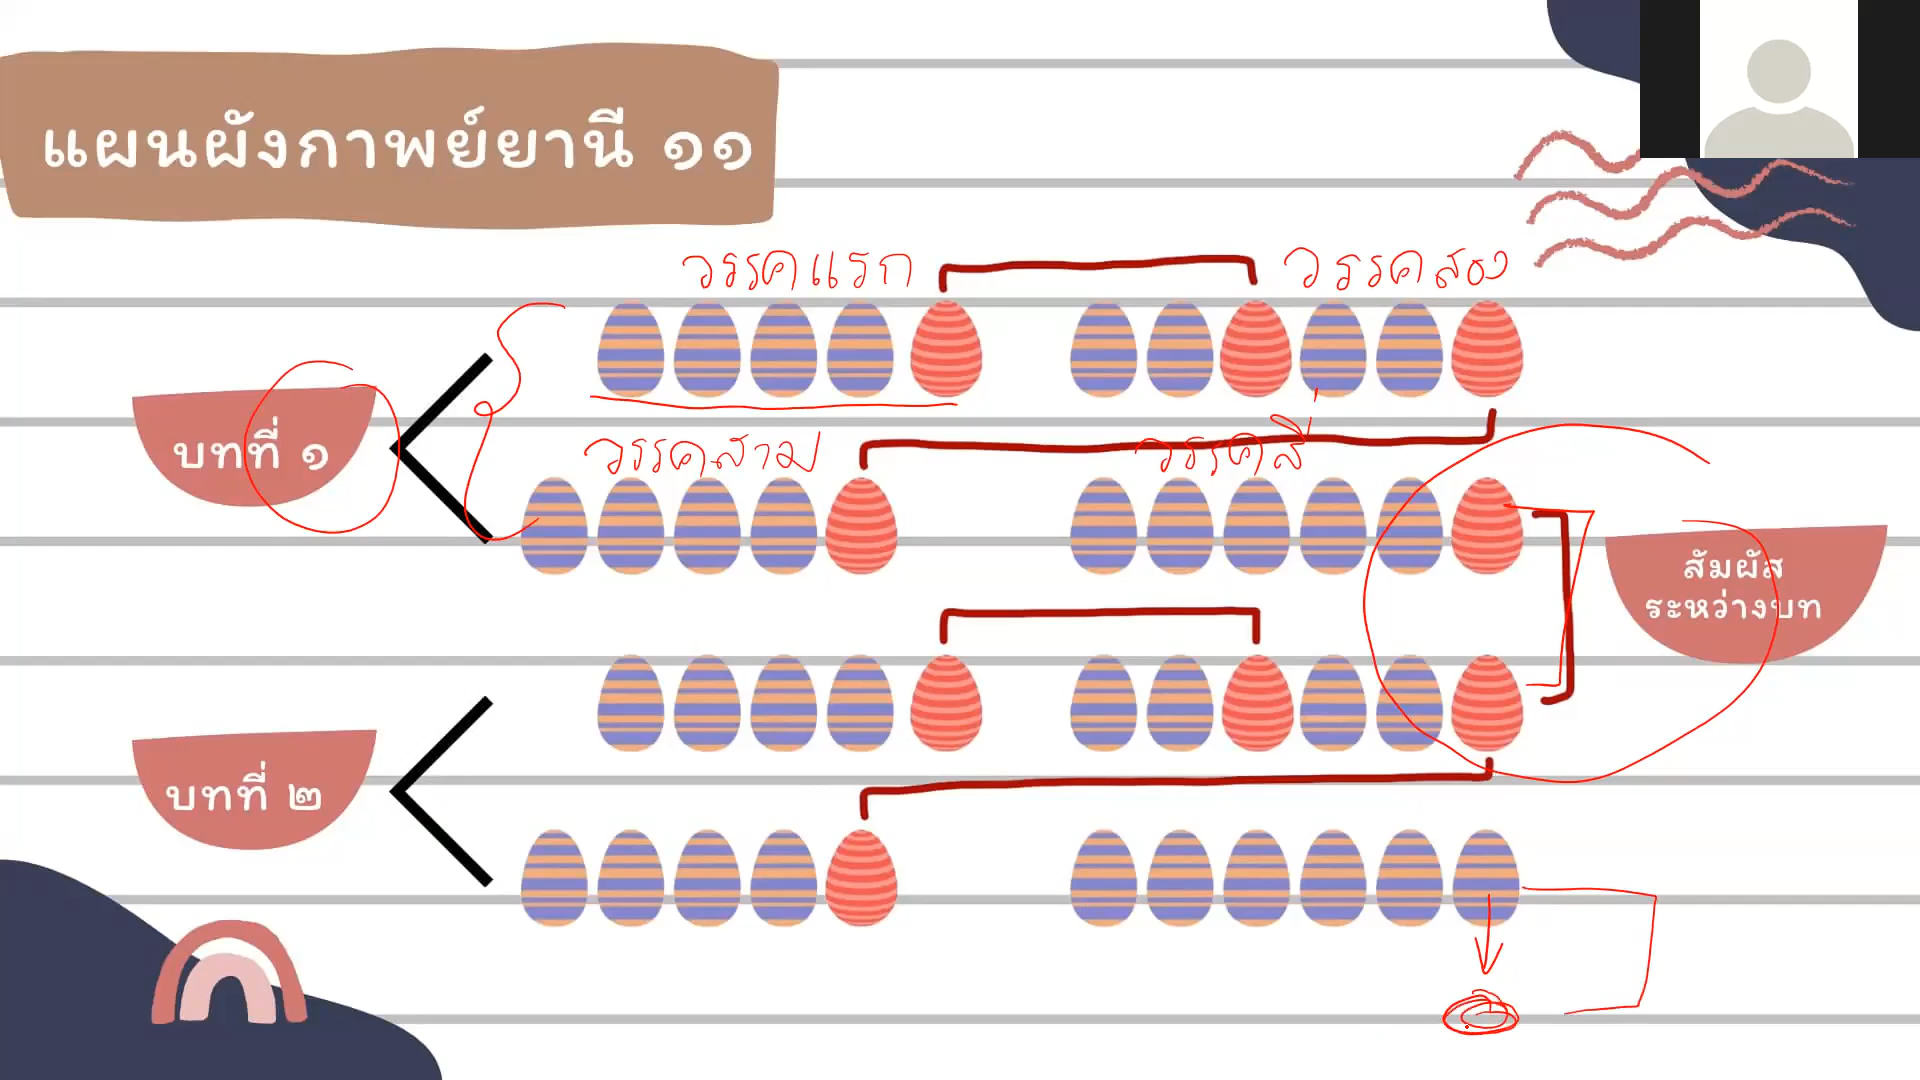 แผนผังกาพย์ยานี ๑๑
วรรคแรก
วรรคสอง
บทที่ ๑
วรรคสาม
วรรคสี่
สัมผัส
ระหว่างบท
บทที่ ๒